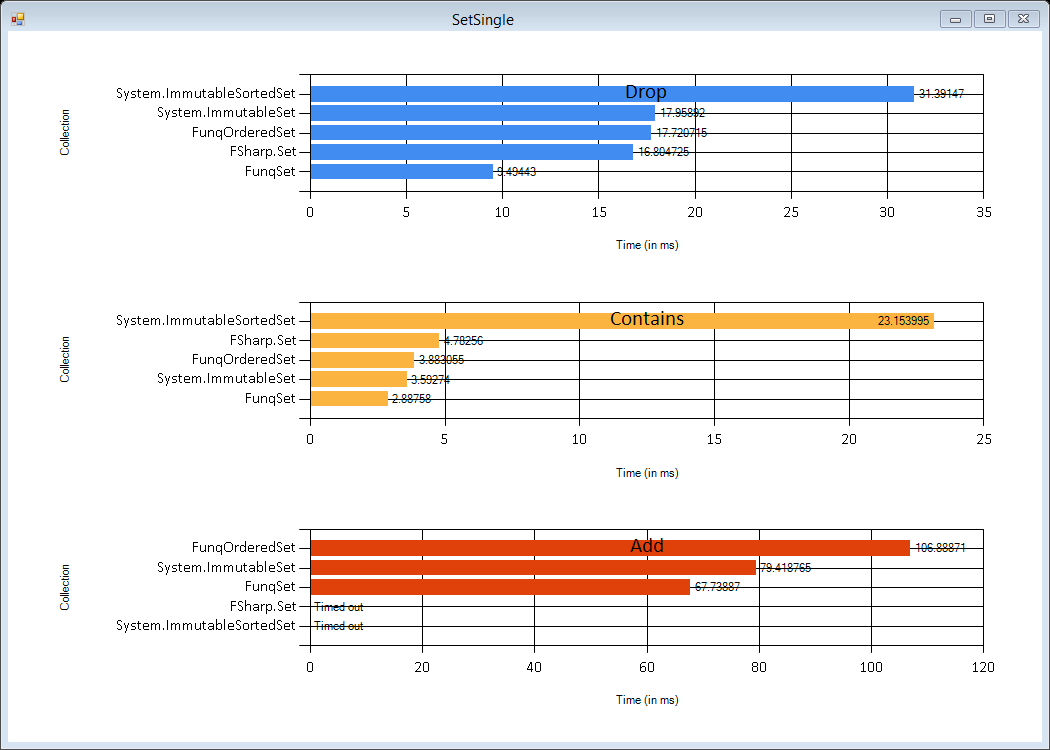 SetSingle
Drop
Collection
System.ImmutableSortedSet 31.39147
System.ImmutableSet 17.95892
FunqOrderedSet 17.720715
FSharp.Set 16.804725
FunqSet 9.49443
0 5 10 15 20 25 30 35
Time (in ms)
Contains
Collection
System.ImmutableSortedSet 23.153995
FSharp.Set 4.78256
FunqOrderedSet 3.883055
System.ImmutableSet 3.59274
FunqSet 2.88758
0 5 10 15 20 25
Time (in ms)
Add
Collection
FunqOrderedSet 106.88871
System.ImmutableSet 79.418765
FunqSet 67.73887
FSharp.Set Timed out
System.ImmutableSortedSet Timed out
0 20 40 60 80 100 120
Time (in ms)